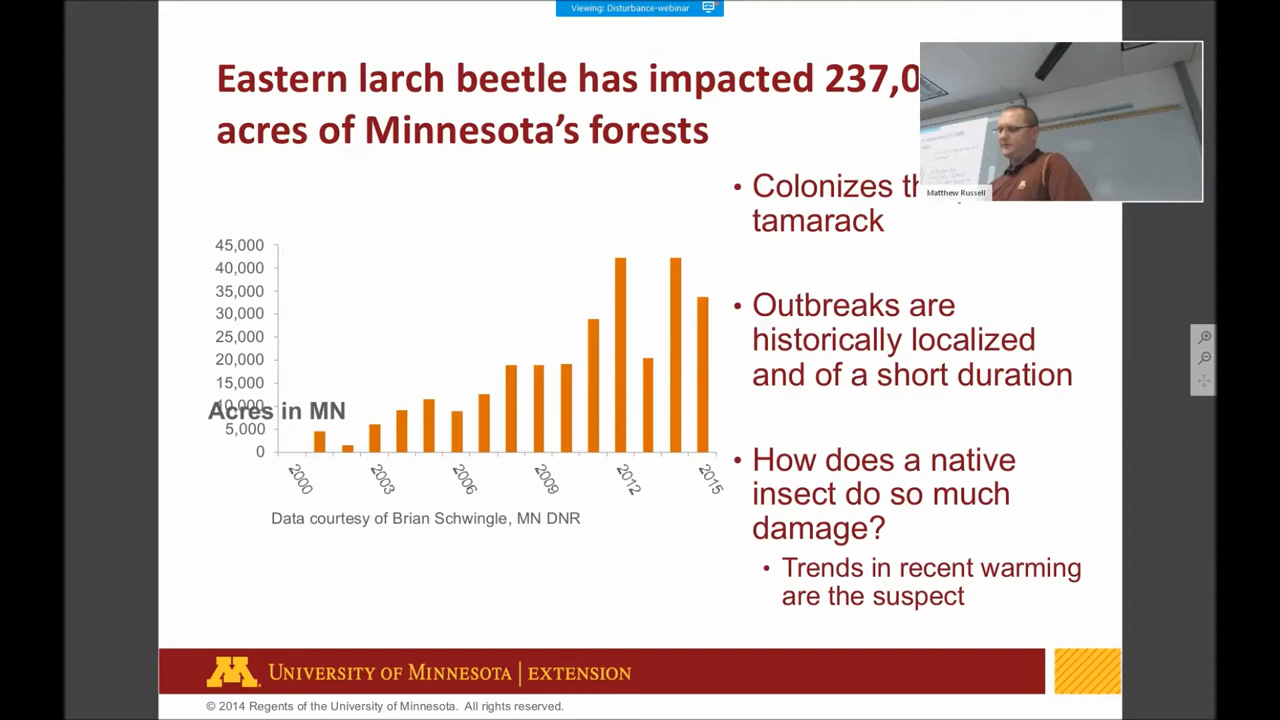 Viewing: Disturbance-webinar
Eastern larch beetle has impacted 237,0
acres of Minnesota's forests
Matthew Russell
• Colonizes
tamarack
• Outbreaks are
historically localized
and of a short duration
• How does a native
insect do so much
damage?
• Trends in recent warming
are the suspect
45,000
40,000
35,000
30,000
25,000
20,000
15,000
10,000
Acres in MN
5,000
0
2000 2003 2006 2009 2012 2015
Data courtesy of Brian Schwingle, MN DNR
M UNIVERSITY OF MINNESOTA | EXTENSION
© 2014 Regents of the University of Minnesota. All rights reserved.